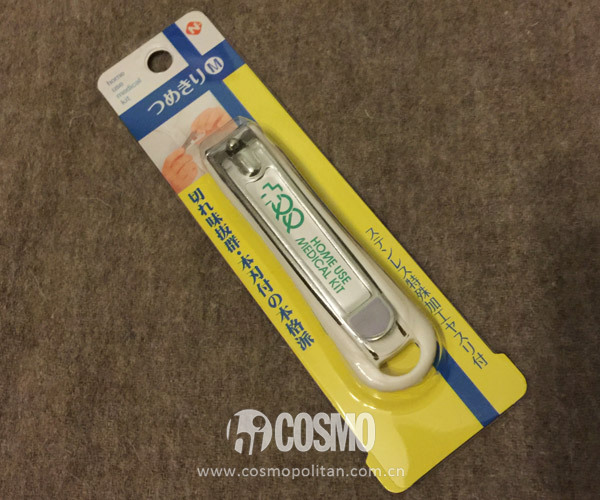 home
use
medical
kit
つめきり M
切れ味抜群・本刃付の本格派
HOME USE
MEDICAL KIT
ステンレス特殊加工ヤスリ付
COSMO
www.cosmopolitan.com.cn